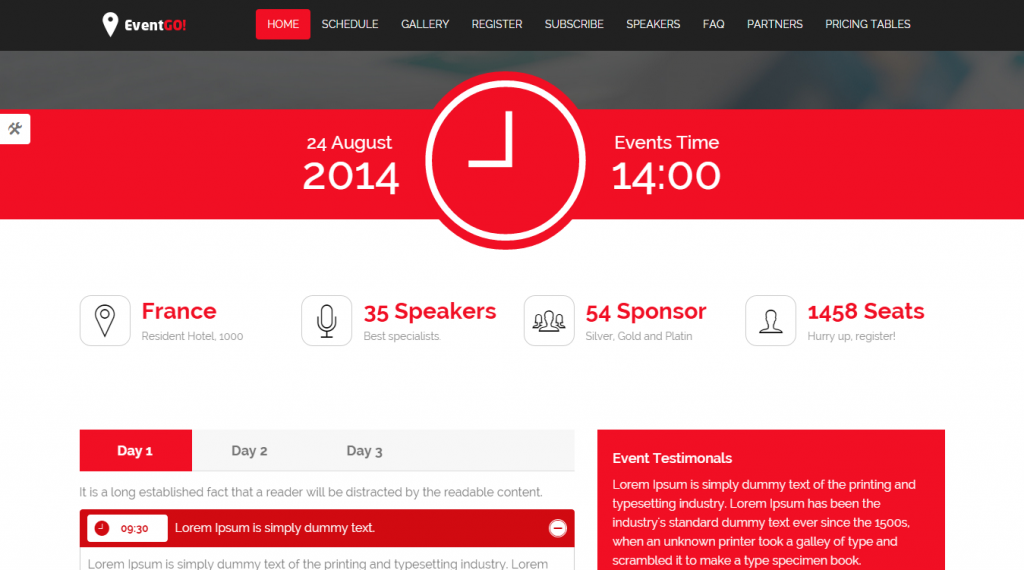 EventGO!
HOME SCHEDULE GALLERY REGISTER SUBSCRIBE SPEAKERS FAQ PARTNERS PRICING TABLES
24 August
2014
Events Time
14:00
France
Resident Hotel, 1000
35 Speakers
Best specialists
54 Sponsor
Silver, Gold and Platin
1458 Seats
Hurry up, register!
Day 1 Day 2 Day 3
It is a long established fact that a reader will be distracted by the readable content.
09:30 Lorem Ipsum is simply dummy text.
Lorem Ipsum is simply dummy text of the printing and typesetting industry. Lorem
Event Testimonals
Lorem Ipsum is simply dummy text of the printing and
typesetting industry. Lorem Ipsum has been the
industry's standard dummy text ever since the 1500s,
when an unknown printer took a galley of type and
scrambled it to make a type specimen book.